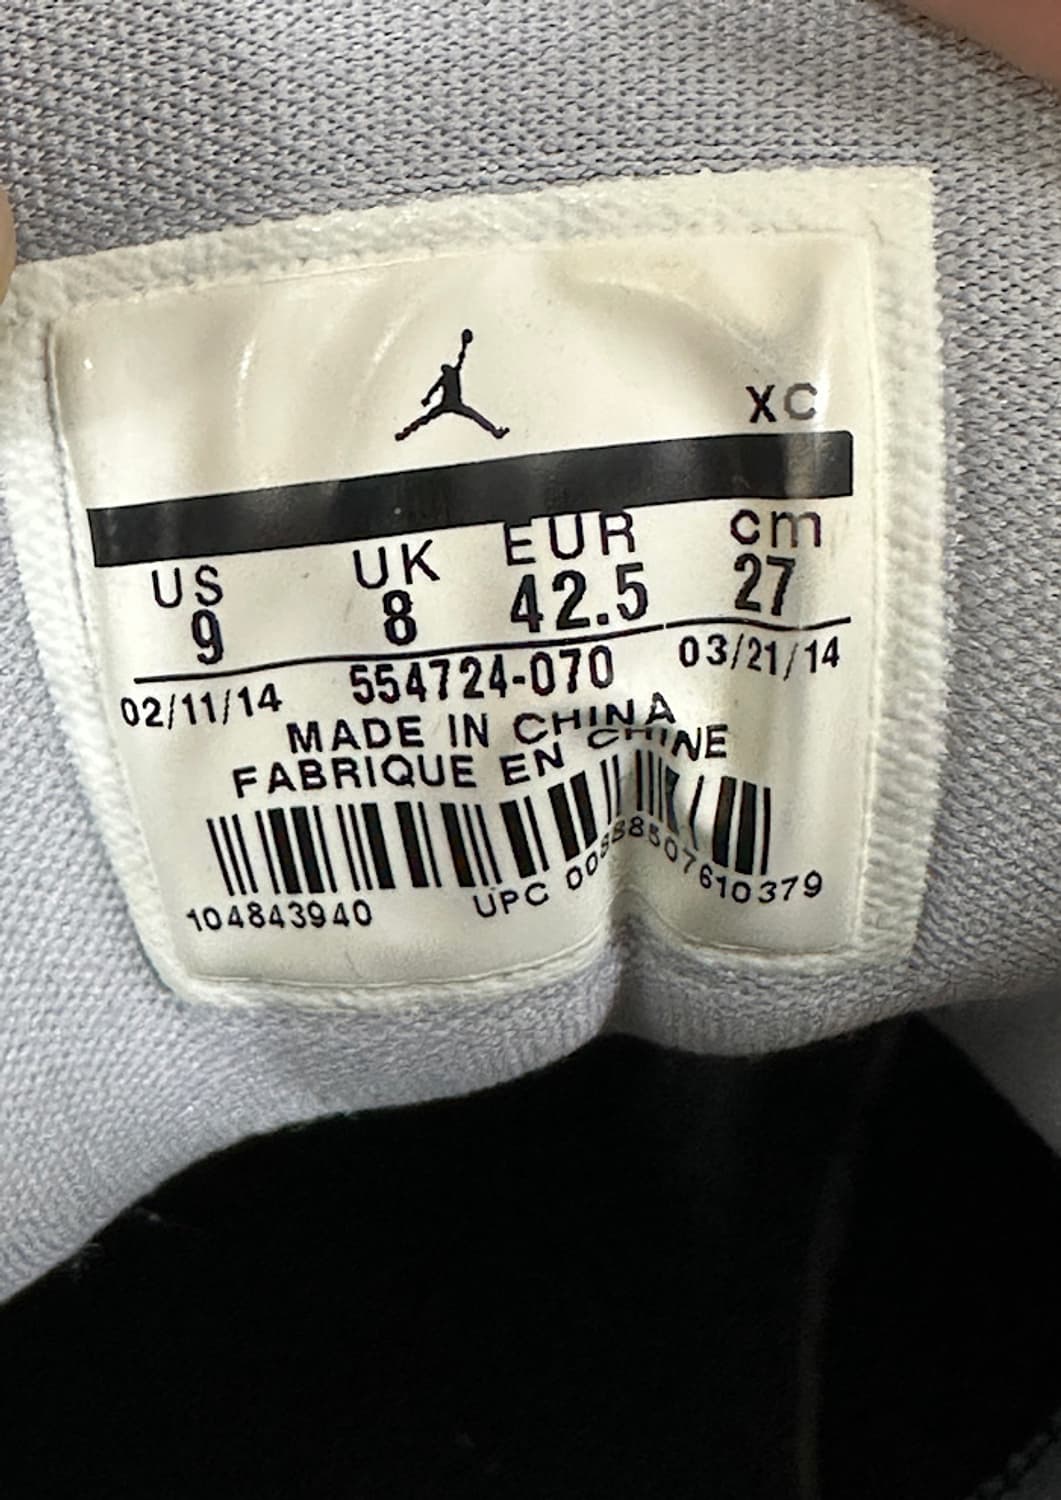 XC
US UK EUR cm
9 8 42.5 27
02/11/14 554724-070 03/21/14
MADE IN CHINA
FABRIQUE EN CHINE
104843940 UPC 00888507610379